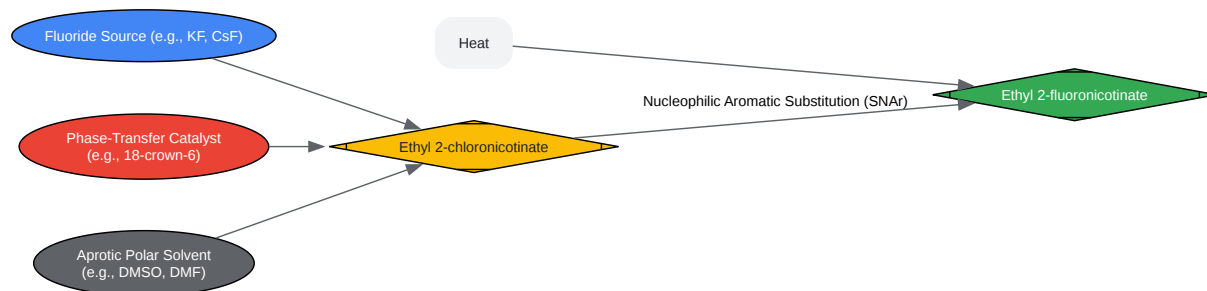 Fluoride Source (e.g., KF, CsF)
Heat
Phase-Transfer Catalyst
(e.g., 18-crown-6)
Ethyl 2-chloronicotinate
Nucleophilic Aromatic Substitution (SNAr)
Ethyl 2-fluoronicotinate
Aprotic Polar Solvent
(e.g., DMSO, DMF)